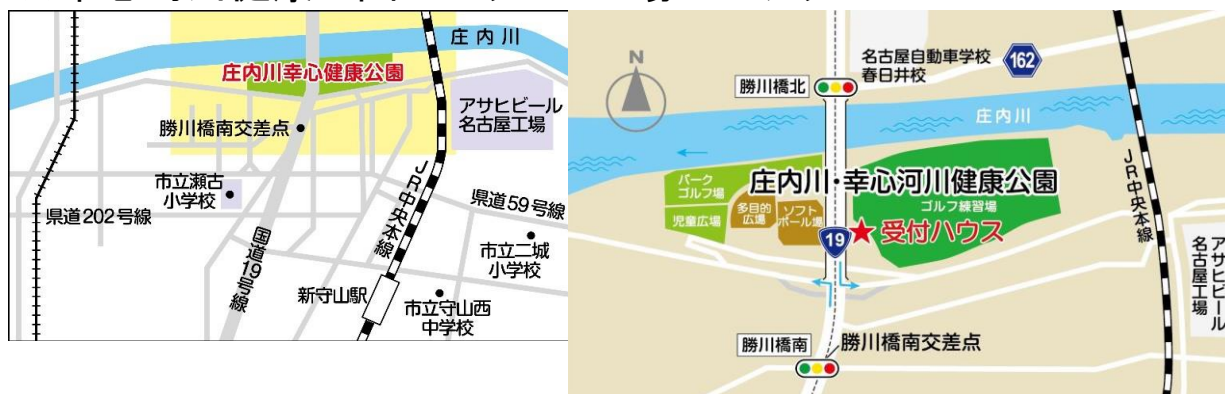 庄内川
庄内川幸心健康公園
アサヒビール
名古屋工場
勝川橋南交差点
市立瀬古
小学校
県道202号線
国道19号線
JR中央本線
県道59号線
市立二城
小学校
新守山駅
市立守山西
中学校
N
名古屋自動車学校
春日井校
162
勝川橋北
庄内川
パーク
ゴルフ場
庄内川・幸心河川健康公園
ゴルフ練習場
児童広場
多目的
広場
ソフト
ボール場
19
★受付ハウス
JR中央本線
アサヒビール
名古屋工場
勝川橋南
勝川橋南交差点